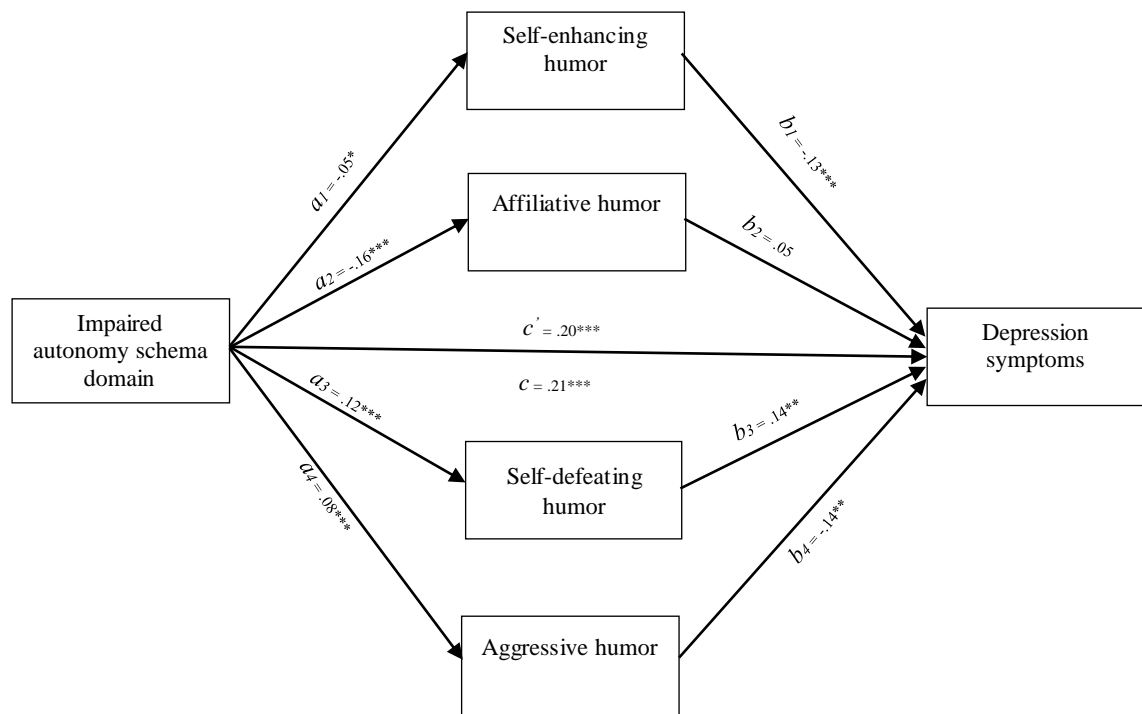 Self-enhancing
humor
a1 = -.05*
b1 = -.13***
Affiliative humor
a2 = -.16***
b2 = .05
Impaired
autonomy schema
domain
c' = .20***
c = .21***
Depression
symptoms
a3 = .12***
b3 = .14**
Self-defeating
humor
a4 = .08***
b4 = -.14**
Aggressive humor